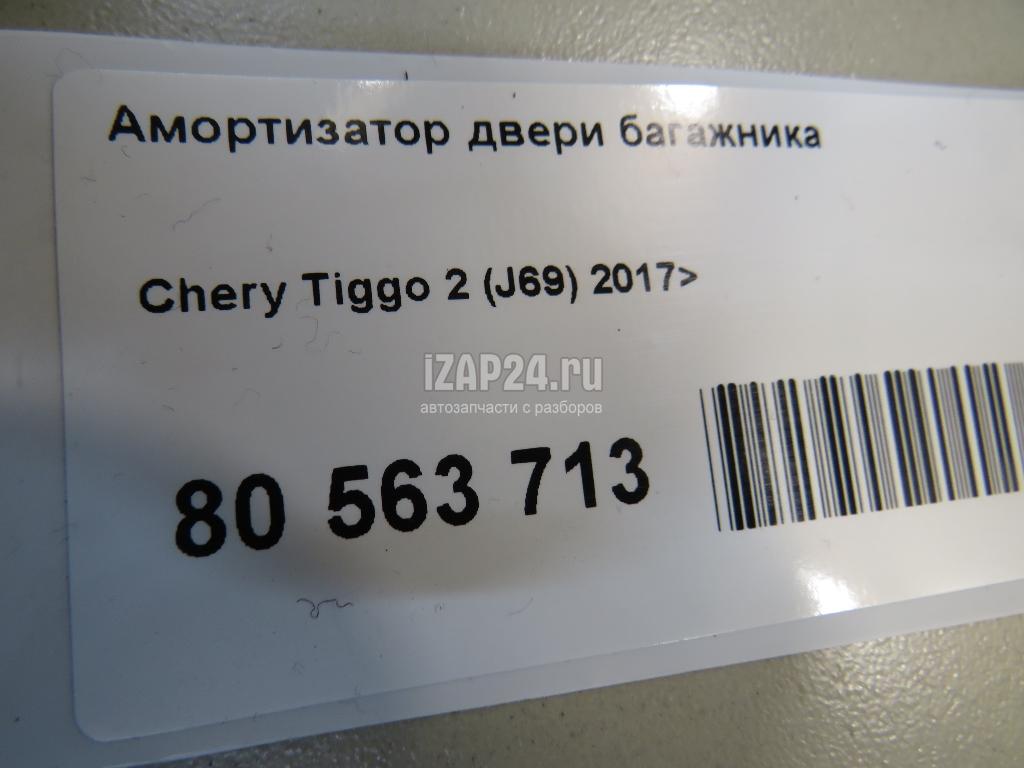 Амортизатор двери багажника
Chery Tiggo 2 (J69) 2017>
iZAP24.ru
автозапчасти с разборов
80 563 713